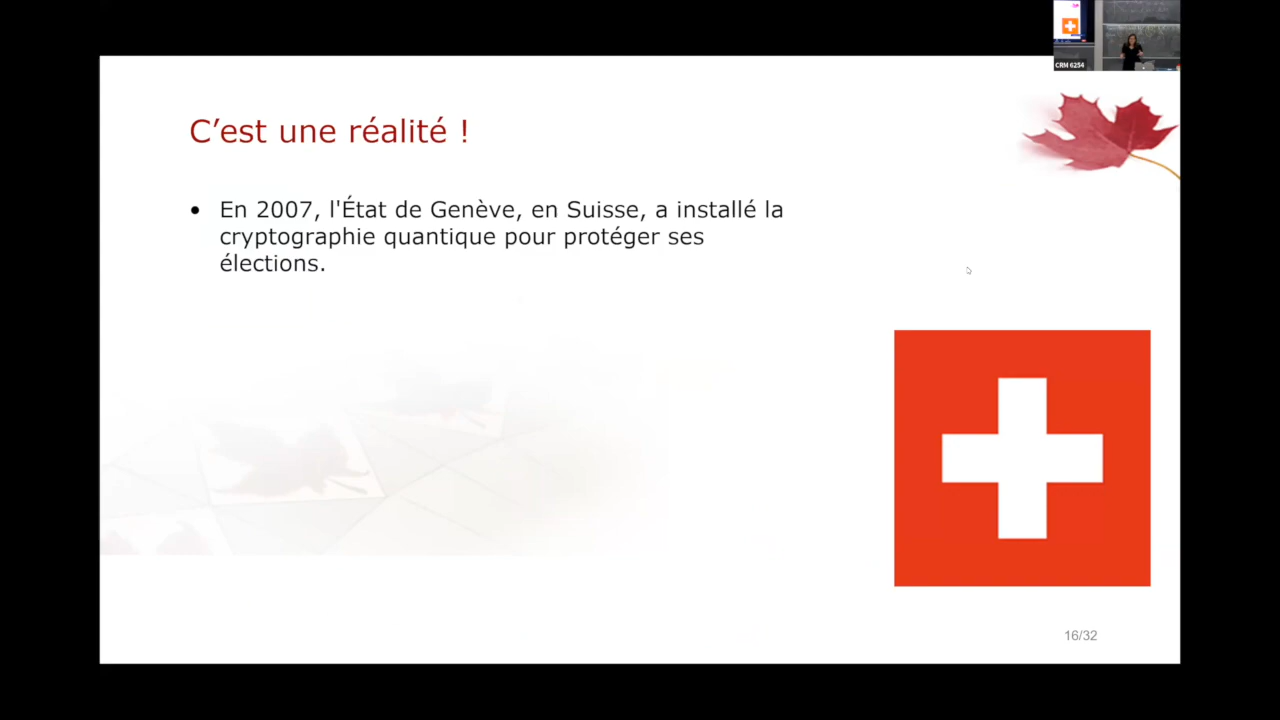 CRM 6254
C’est une réalité !
• En 2007, l'État de Genève, en Suisse, a installé la
cryptographie quantique pour protéger ses
élections.
16/32